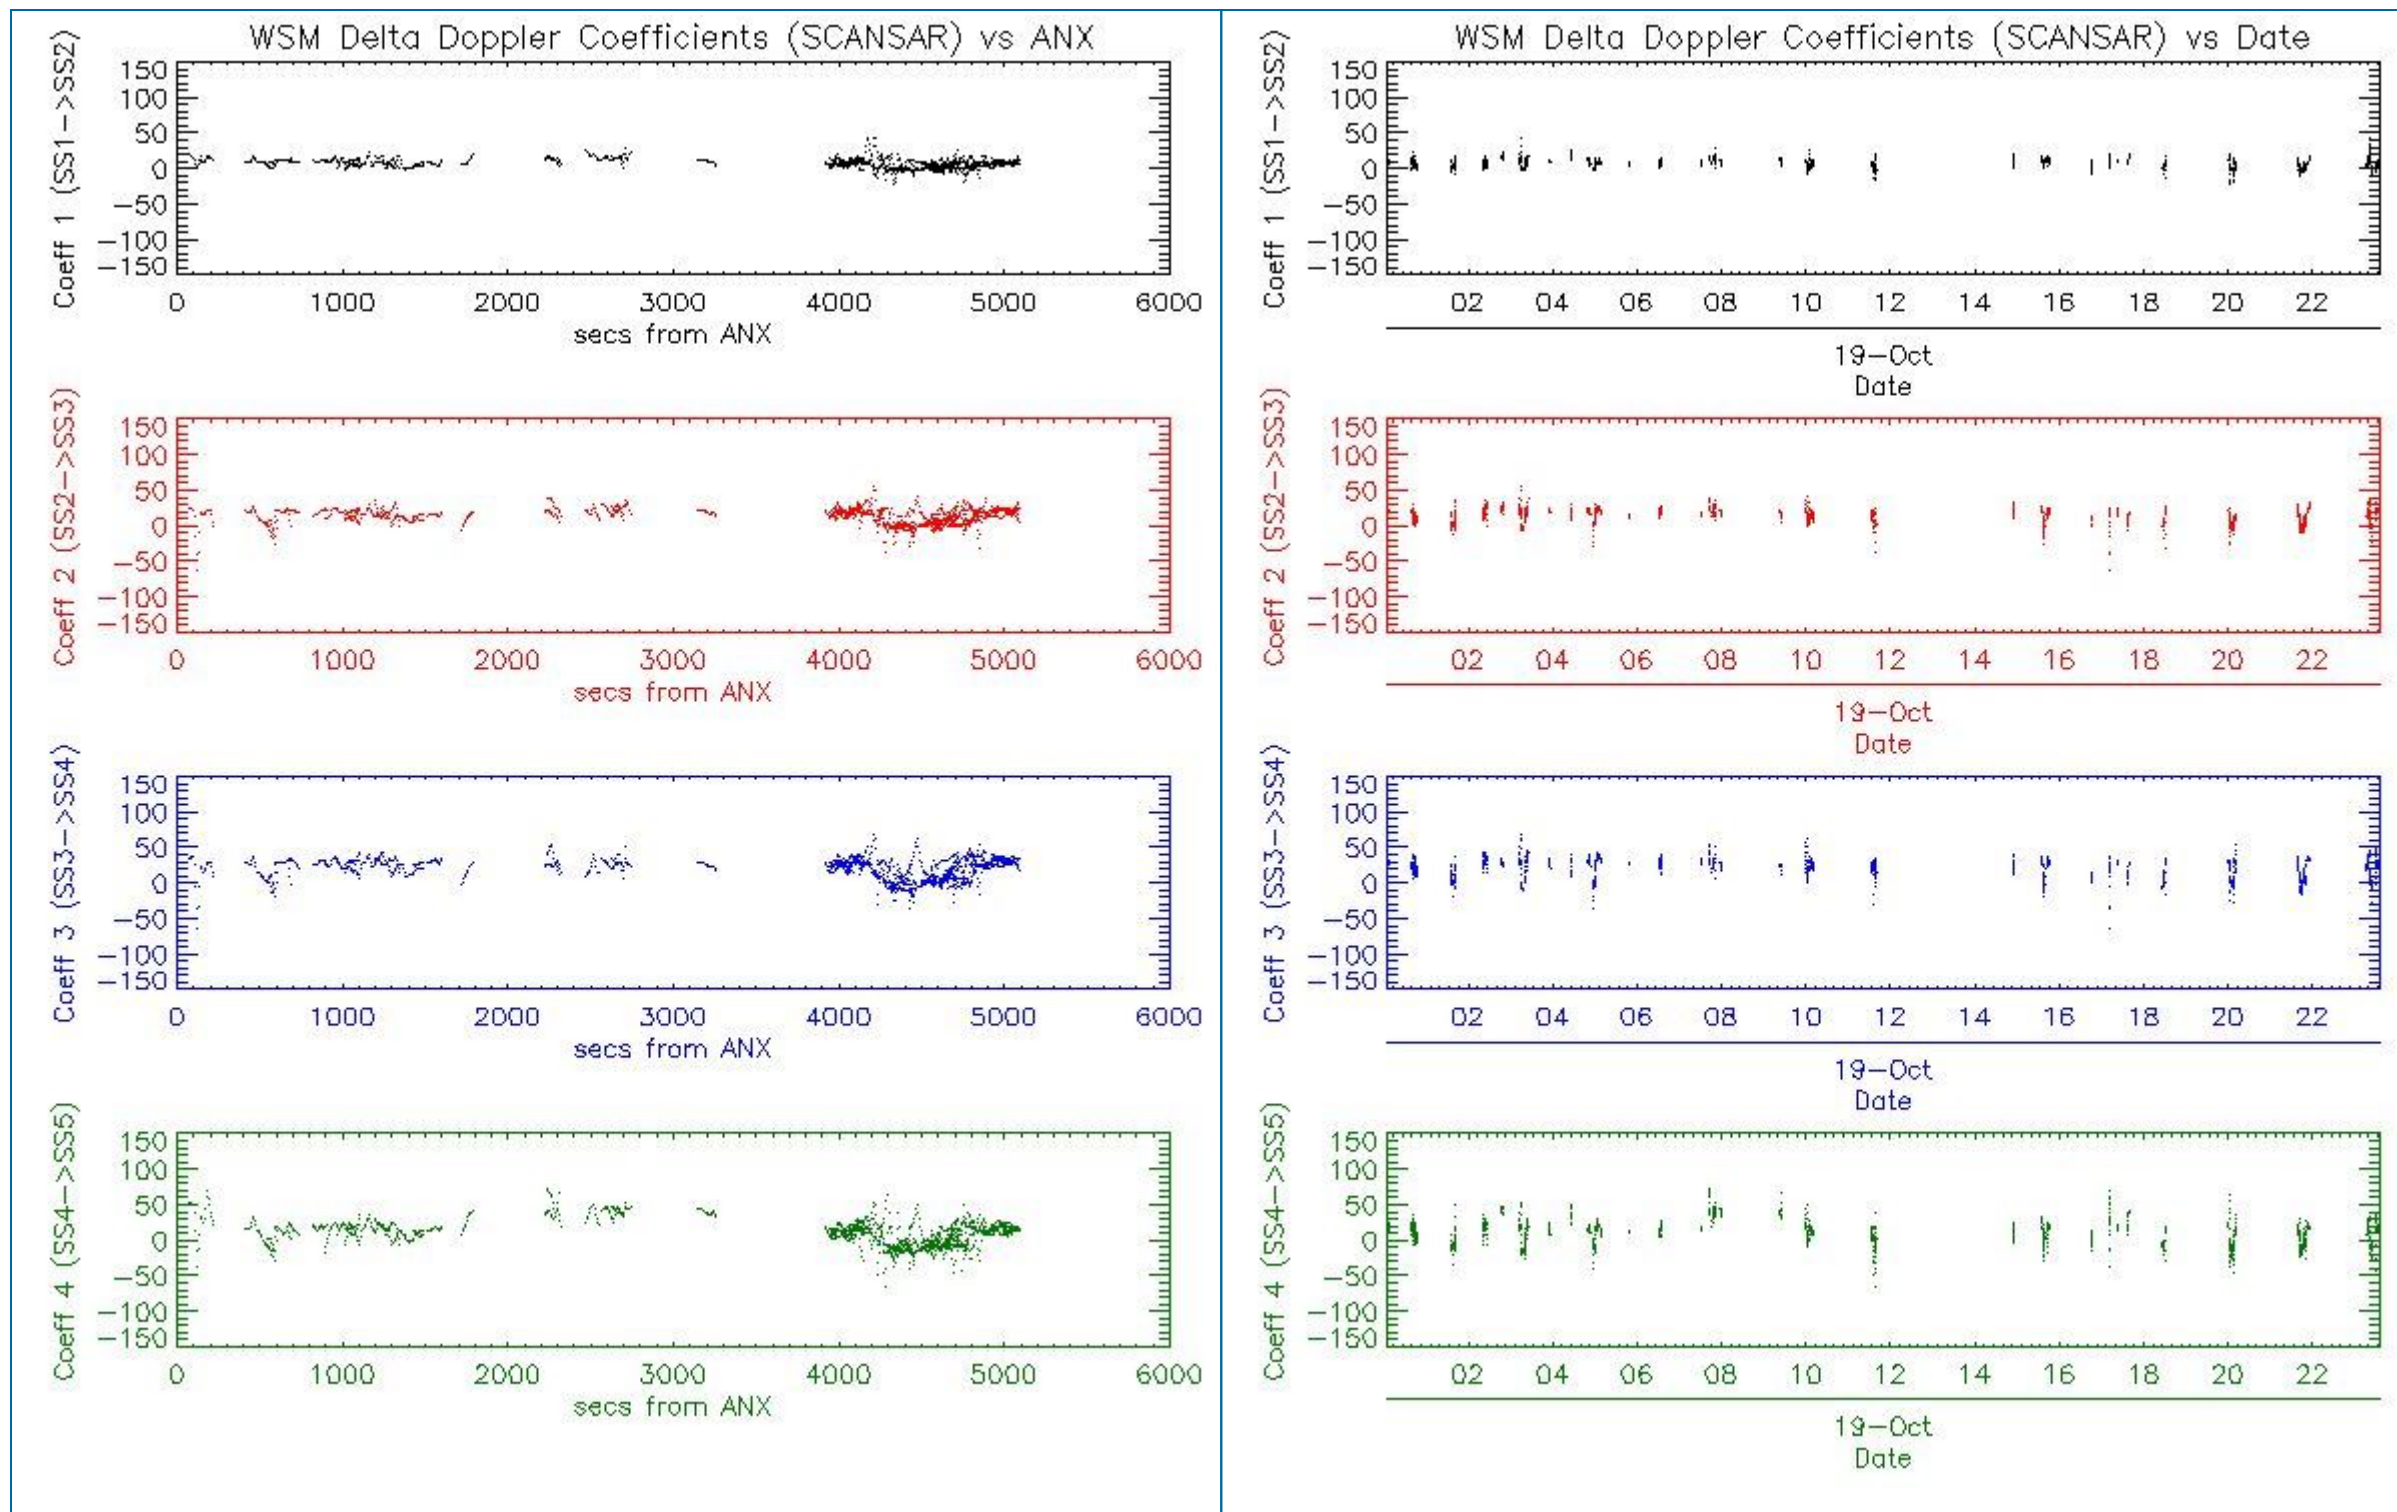 WSM Delta Doppler Coefficients (SCANSAR) vs ANX
Coeff 1 (SS1->SS2)
150
100
50
0
-50
-100
-150
0 1000 2000 3000 4000 5000 6000
secs from ANX
Coeff 2 (SS2->SS3)
150
100
50
0
-50
-100
-150
0 1000 2000 3000 4000 5000 6000
secs from ANX
Coeff 3 (SS3->SS4)
150
100
50
0
-50
-100
-150
0 1000 2000 3000 4000 5000 6000
secs from ANX
Coeff 4 (SS4->SS5)
150
100
50
0
-50
-100
-150
0 1000 2000 3000 4000 5000 6000
secs from ANX
WSM Delta Doppler Coefficients (SCANSAR) vs Date
Coeff 1 (SS1->SS2)
150
100
50
0
-50
-100
-150
02 04 06 08 10 12 14 16 18 20 22
19-Oct
Date
Coeff 2 (SS2->SS3)
150
100
50
0
-50
-100
-150
02 04 06 08 10 12 14 16 18 20 22
19-Oct
Date
Coeff 3 (SS3->SS4)
150
100
50
0
-50
-100
-150
02 04 06 08 10 12 14 16 18 20 22
19-Oct
Date
Coeff 4 (SS4->SS5)
150
100
50
0
-50
-100
-150
02 04 06 08 10 12 14 16 18 20 22
19-Oct
Date